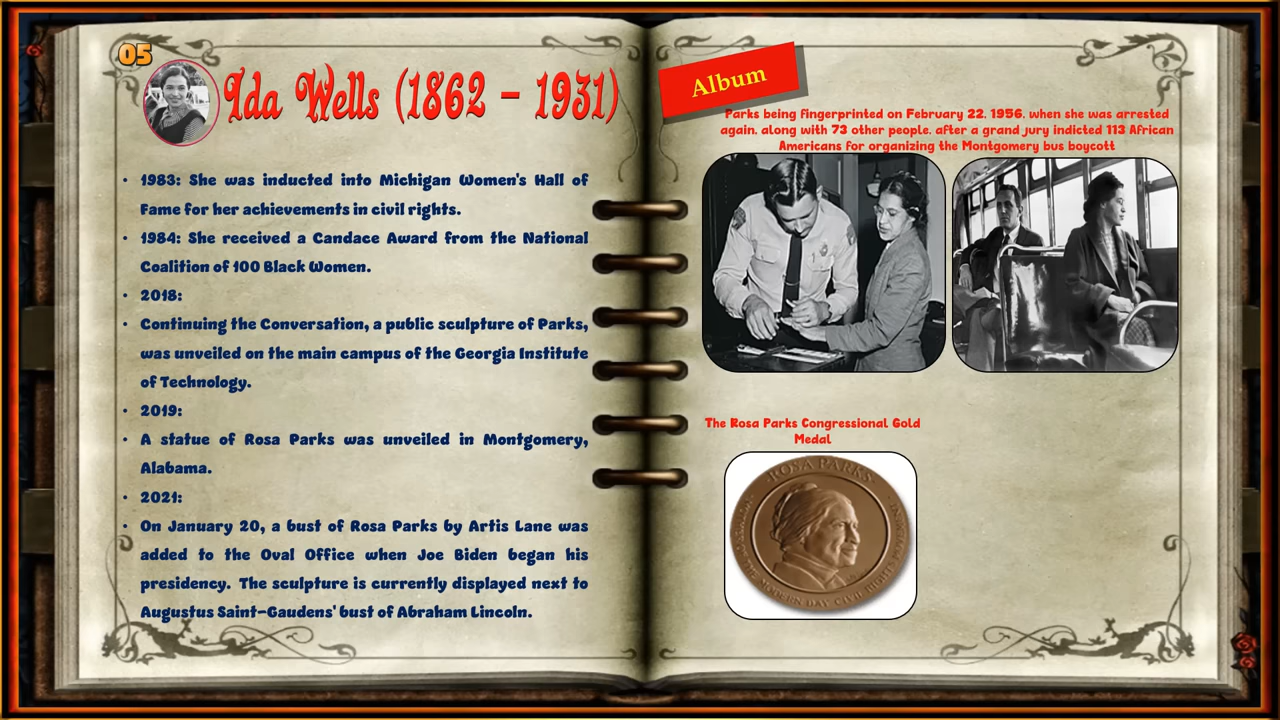 05
Ida Wells (1862 - 1931)
• 1983: She was inducted into Michigan Women's Hall of
Fame for her achievements in civil rights.
• 1984: She received a Candace Award from the National
Coalition of 100 Black Women.
• 2018:
• Continuing the Conversation, a public sculpture of Parks,
was unveiled on the main campus of the Georgia Institute
of Technology.
• 2019:
• A statue of Rosa Parks was unveiled in Montgomery,
Alabama.
• 2021:
• On January 20, a bust of Rosa Parks by Artis Lane was
added to the Oval Office when Joe Biden began his
presidency. The sculpture is currently displayed next to
Augustus Saint-Gaudens' bust of Abraham Lincoln.
Album
Parks being fingerprinted on February 22, 1956, when she was arrested
again, along with 73 other people, after a grand jury indicted 113 African
Americans for organizing the Montgomery bus boycott
The Rosa Parks Congressional Gold
Medal
ROSA PARKS
MODERN DAY CIVIL RIGHTS